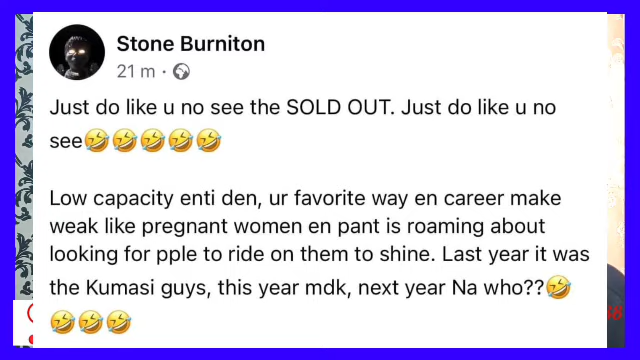 Stone Burniton
21 m ·
Just do like u no see the SOLD OUT. Just do like u no
see🤣🤣🤣🤣🤣
Low capacity enti den, ur favorite way en career make
weak like pregnant women en pant is roaming about
looking for pple to ride on them to shine. Last year it was
the Kumasi guys, this year mdk, next year Na who??🤣
🤣🤣🤣